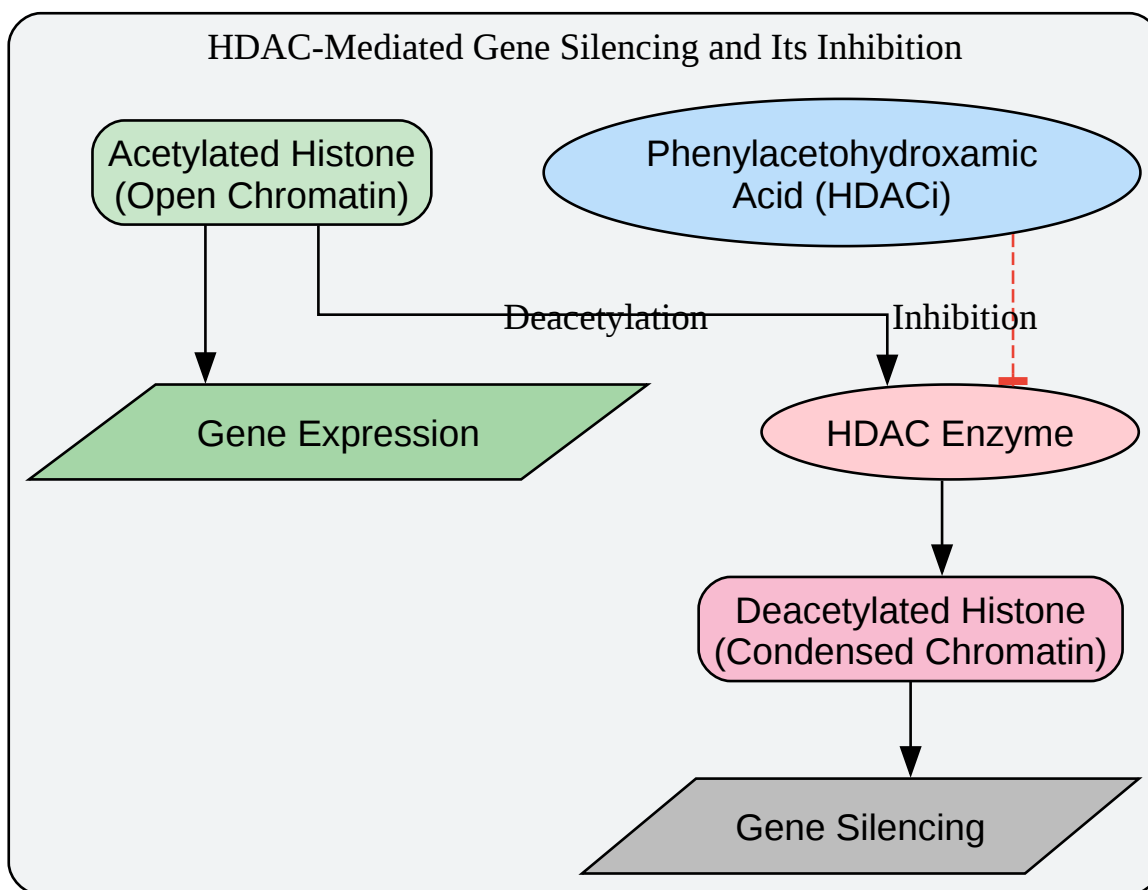 HDAC-Mediated Gene Silencing and Its Inhibition
Acetylated Histone
(Open Chromatin)
Phenylacetohydroxamic
Acid (HDACi)
Deacetylation
Inhibition
Gene Expression
HDAC Enzyme
Deacetylated Histone
(Condensed Chromatin)
Gene Silencing